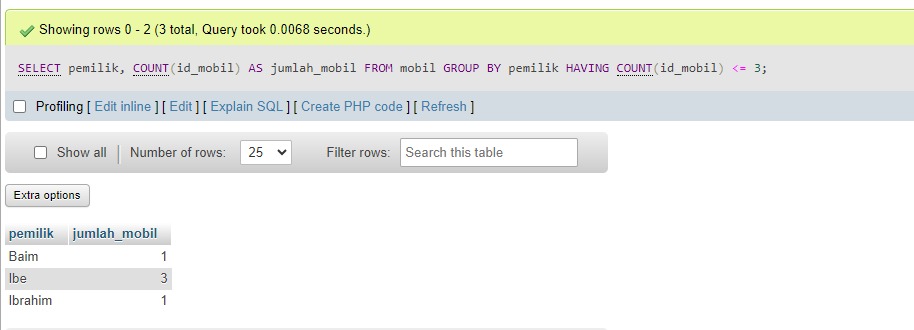 Showing rows 0 - 2 (3 total, Query took 0.0068 seconds.)
SELECT pemilik, COUNT(id_mobil) AS jumlah_mobil FROM mobil GROUP BY pemilik HAVING COUNT(id_mobil) <= 3;
Profiling [ Edit inline ] [ Edit ] [ Explain SQL ] [ Create PHP code ] [ Refresh ]
Show all Number of rows: 25 Filter rows: Search this table
Extra options
pemilik jumlah_mobil
Baim 1
Ibe 3
Ibrahim 1